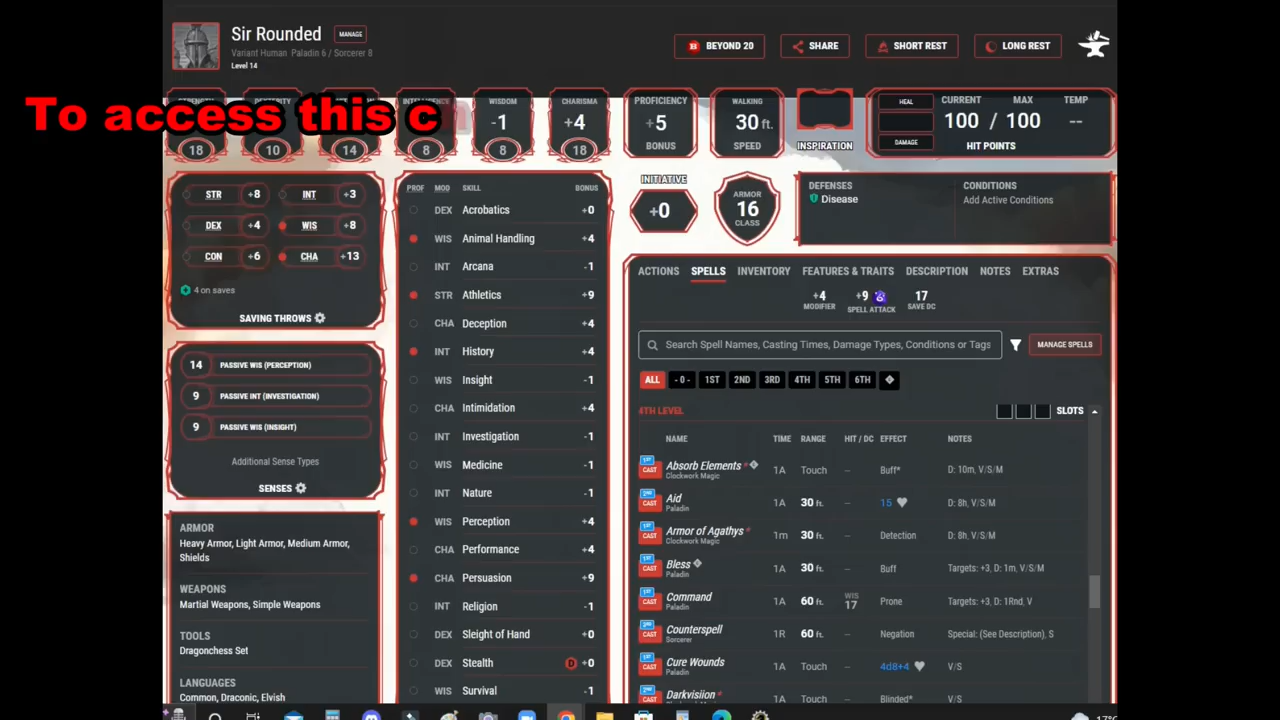 Sir Rounded MANAGE
Variant Human Paladin 6 / Sorcerer 8
Level 14
BEYOND 20
SHARE
SHORT REST
LONG REST
To access this c
WISDOM
-1
8
CHARISMA
+4
18
18
10
14
8
PROFICIENCY
+5
BONUS
WALKING
30 ft.
SPEED
INSPIRATION
HEAL
DAMAGE
CURRENT MAX TEMP
100 / 100 --
HIT POINTS
STR +8 INT +3
DEX +4 WIS +8
CON +6 CHA +13
4 on saves
SAVING THROWS
14 PASSIVE WIS (PERCEPTION)
9 PASSIVE INT (INVESTIGATION)
9 PASSIVE WIS (INSIGHT)
Additional Sense Types
SENSES
ARMOR
Heavy Armor, Light Armor, Medium Armor,
Shields
WEAPONS
Martial Weapons, Simple Weapons
TOOLS
Dragonchess Set
LANGUAGES
Common, Draconic, Elvish
PROF MOD SKILL BONUS
DEX Acrobatics +0
WIS Animal Handling +4
INT Arcana -1
STR Athletics +9
CHA Deception +4
INT History +4
WIS Insight -1
CHA Intimidation +4
INT Investigation -1
WIS Medicine -1
INT Nature -1
WIS Perception +4
CHA Performance +4
CHA Persuasion +9
INT Religion -1
DEX Sleight of Hand +0
DEX Stealth D +0
WIS Survival -1
INITIATIVE
+0
ARMOR
16
CLASS
DEFENSES
Disease
CONDITIONS
Add Active Conditions
ACTIONS SPELLS INVENTORY FEATURES & TRAITS DESCRIPTION NOTES EXTRAS
+4
MODIFIER
+9
SPELL ATTACK
17
SAVE DC
Search Spell Names, Casting Times, Damage Types, Conditions or Tags
MANAGE SPELLS
ALL - 0 - 1ST 2ND 3RD 4TH 5TH 6TH
4TH LEVEL SLOTS
NAME TIME RANGE HIT / DC EFFECT NOTES
CAST Absorb Elements 1A Touch -- Buff* D: 10m, V/S/M
Clockwork Magic
CAST Aid 1A 30 ft. -- 15 D: 8h, V/S/M
Paladin
CAST Armor of Agathys 1m 30 ft. -- Detection D: 8h, V/S/M
Clockwork Magic
CAST Bless 1A 30 ft. -- Buff Targets: +3, D: 1m, V/S/M
Paladin
CAST Command 1A 60 ft. WIS 17 Prone Targets: +3, D: 1Rnd, V
Paladin
CAST Counterspell 1R 60 ft. -- Negation Special: (See Description), S
Sorcerer
CAST Cure Wounds 1A Touch -- 4d8+4 V/S
Paladin
CAST Darkvisiion 1A Touch -- Blinded* V/S